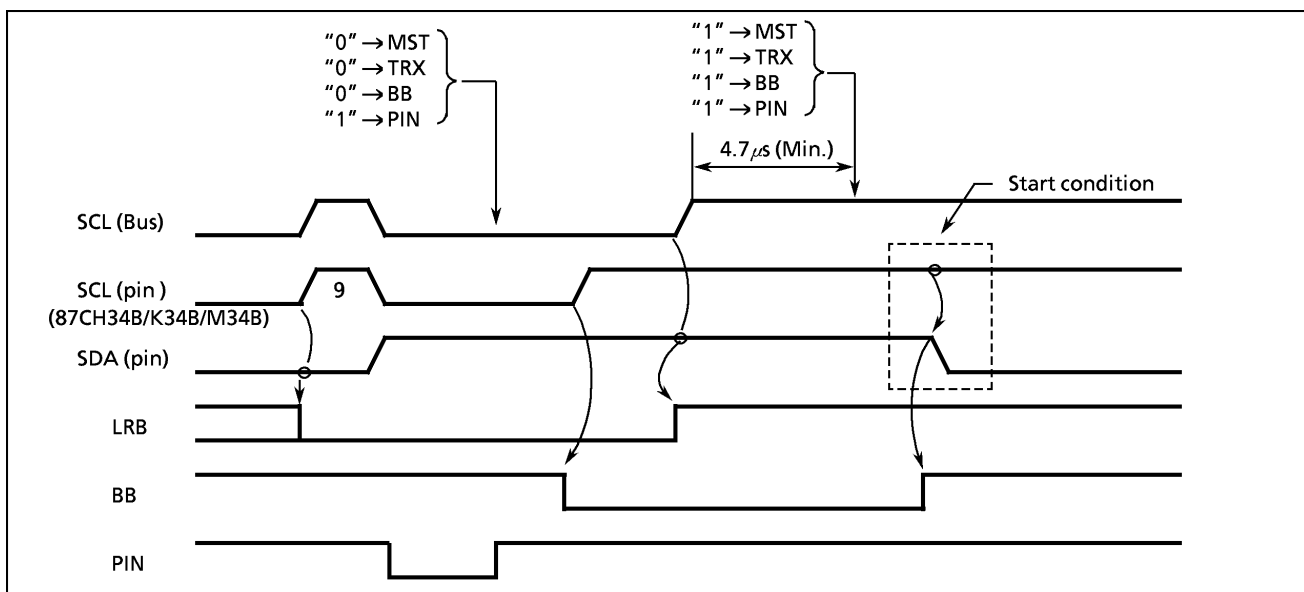 “0” → MST
“0” → TRX
“0” → BB
“1” → PIN
“1” → MST
“1” → TRX
“1” → BB
“1” → PIN
4.7μs (Min.)
Start condition
SCL (Bus)
SCL (pin )
9
(87CH34B/K34B/M34B)
SDA (pin)
LRB
BB
PIN